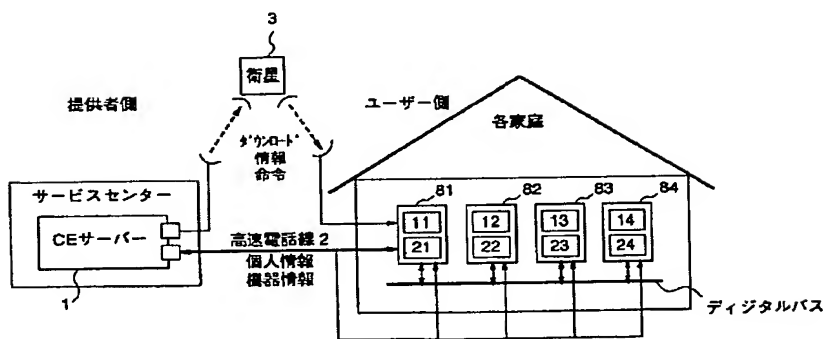 3
衛星
提供者側
ユーザー側
各家庭
ダウンロード
情報
命令
サービスセンター
CEサーバー
1
高速電話線 2
個人情報
機器情報
81
82
83
84
11
12
13
14
21
22
23
24
ディジタルバス